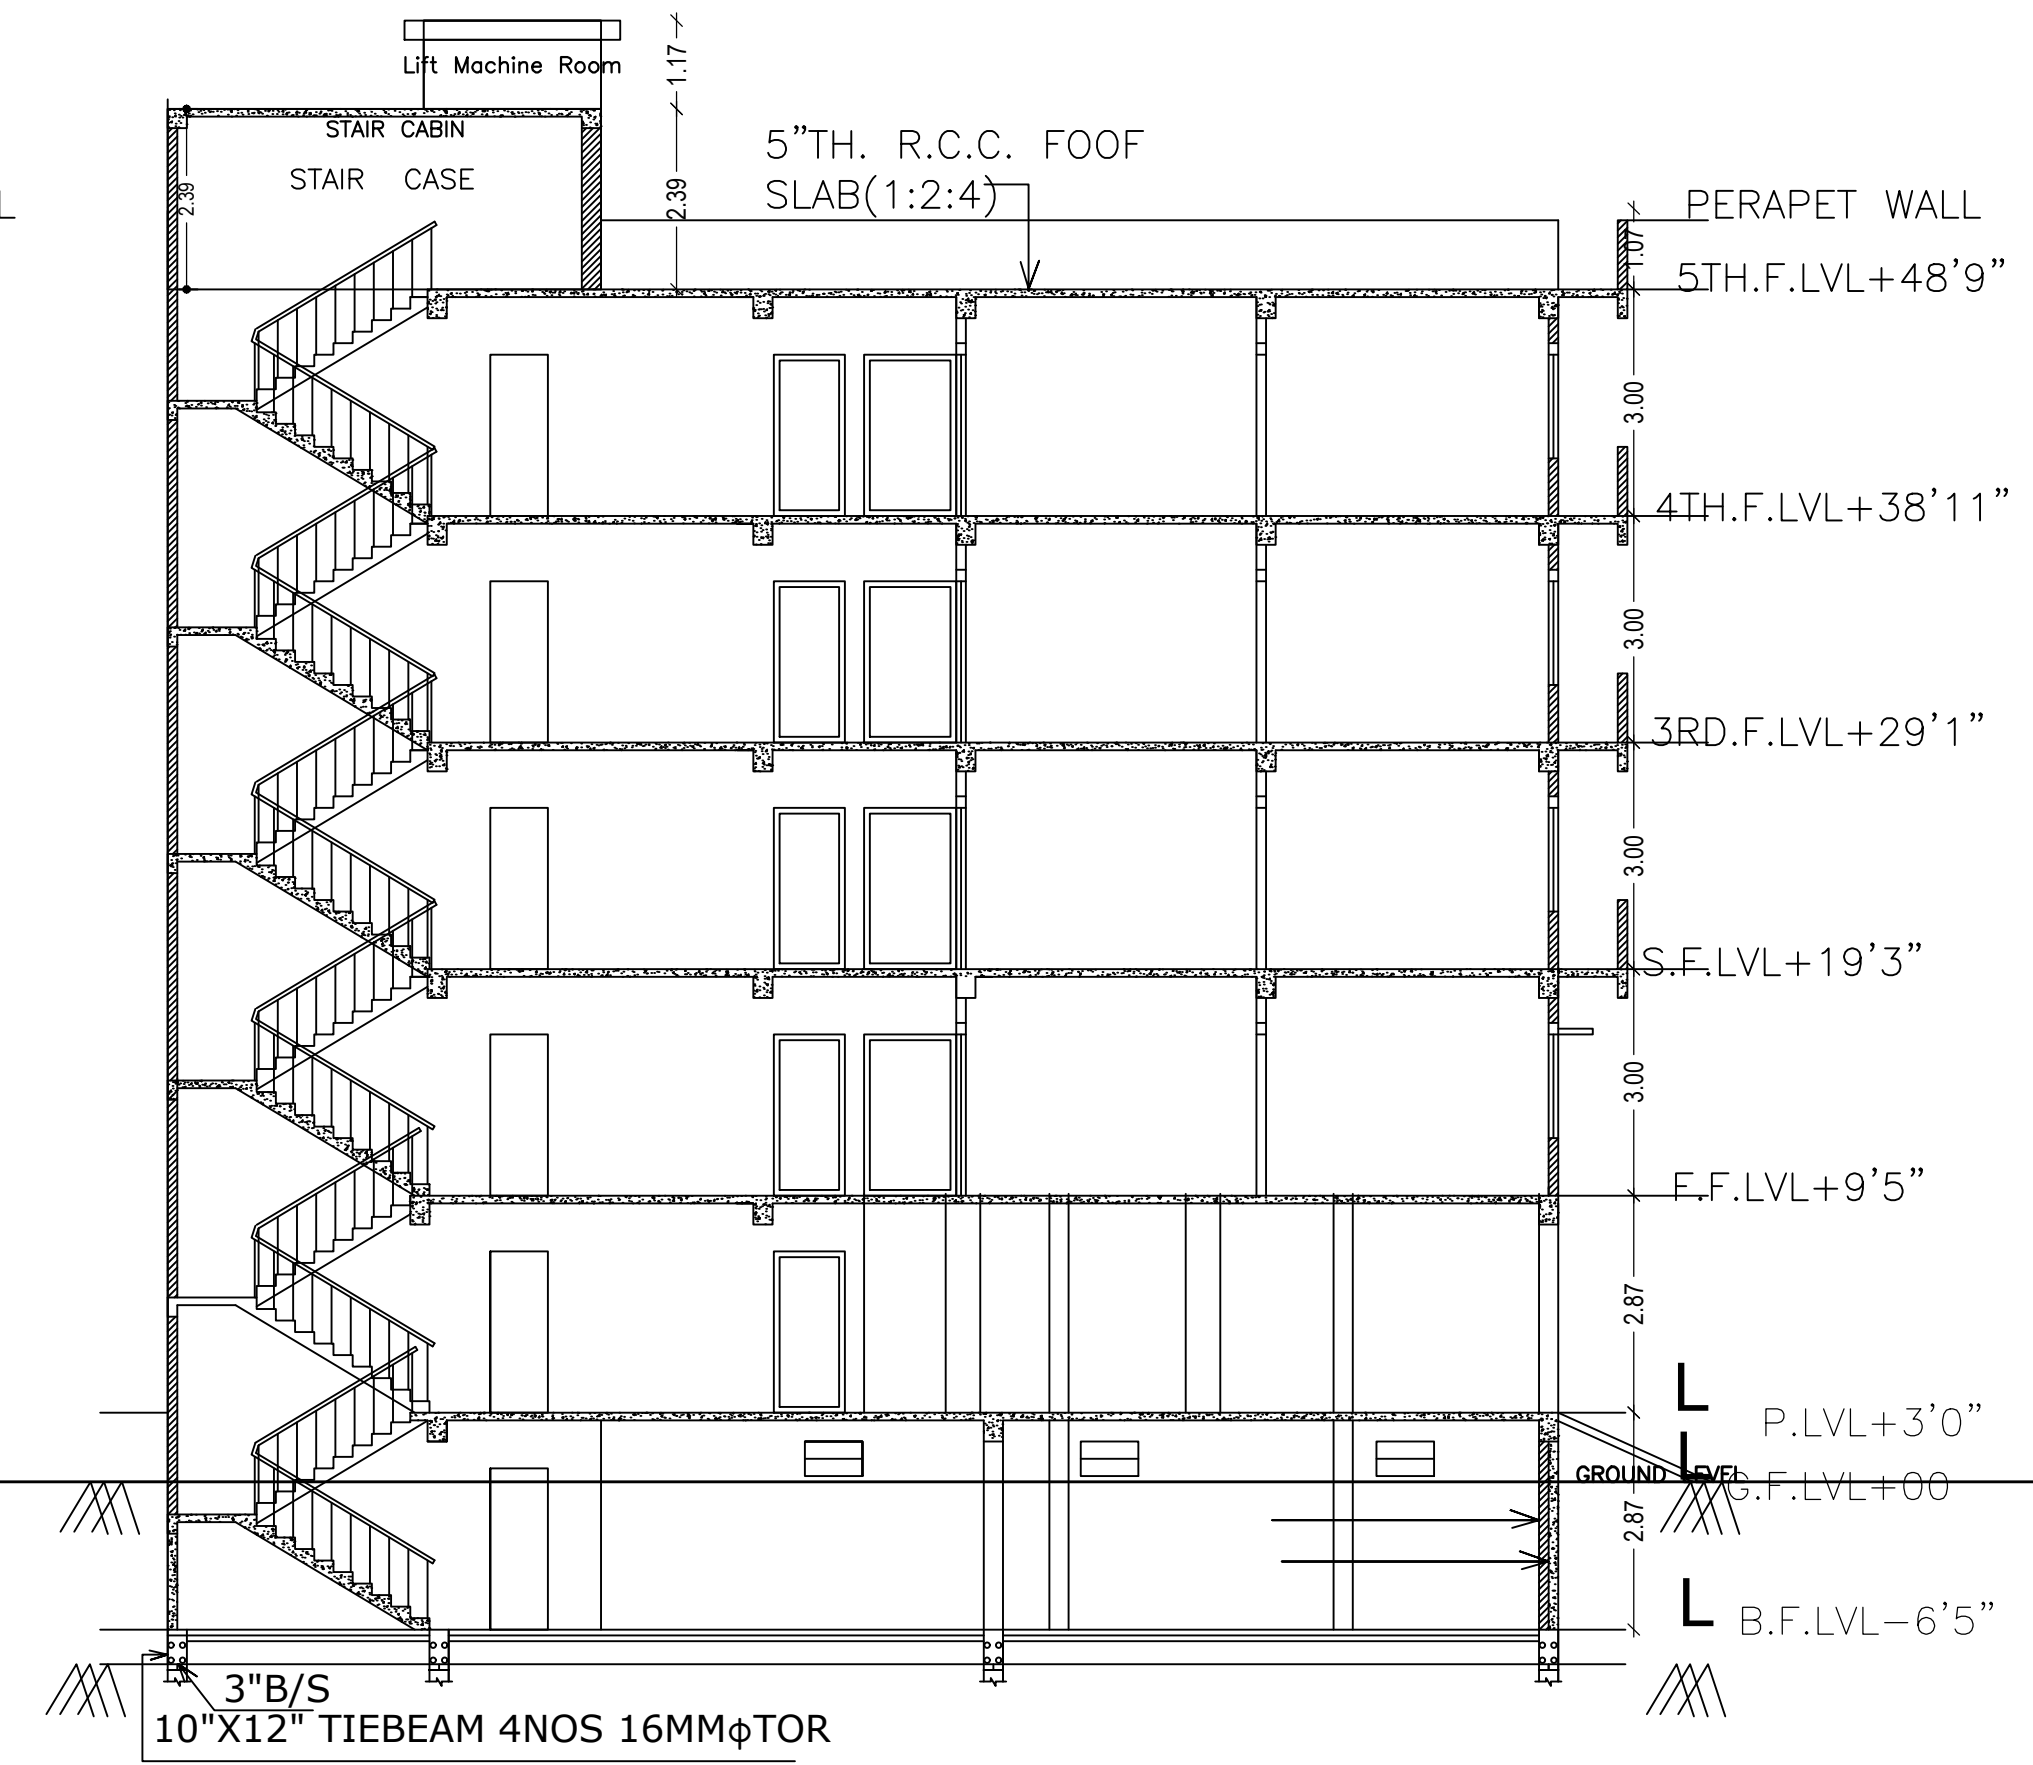 Lift Machine Room
1.17
STAIR CABIN
5”TH. R.C.C. FOOF
STAIR CASE
SLAB(1:2:4)
2.39
2.39
PERAPET WALL
L
1.07
5TH.F.LVL+48’9”
3.00
4TH.F.LVL+38’11”
3.00
3RD.F.LVL+29’1”
3.00
S.F.LVL+19’3”
3.00
F.F.LVL+9’5”
2.87
L
P.LVL+3’0”
L
GROUND LEVEL
G.F.LVL+00
2.87
L
B.F.LVL−6’5”
3"B/S
10"X12" TIEBEAM 4NOS 16MMϕTOR